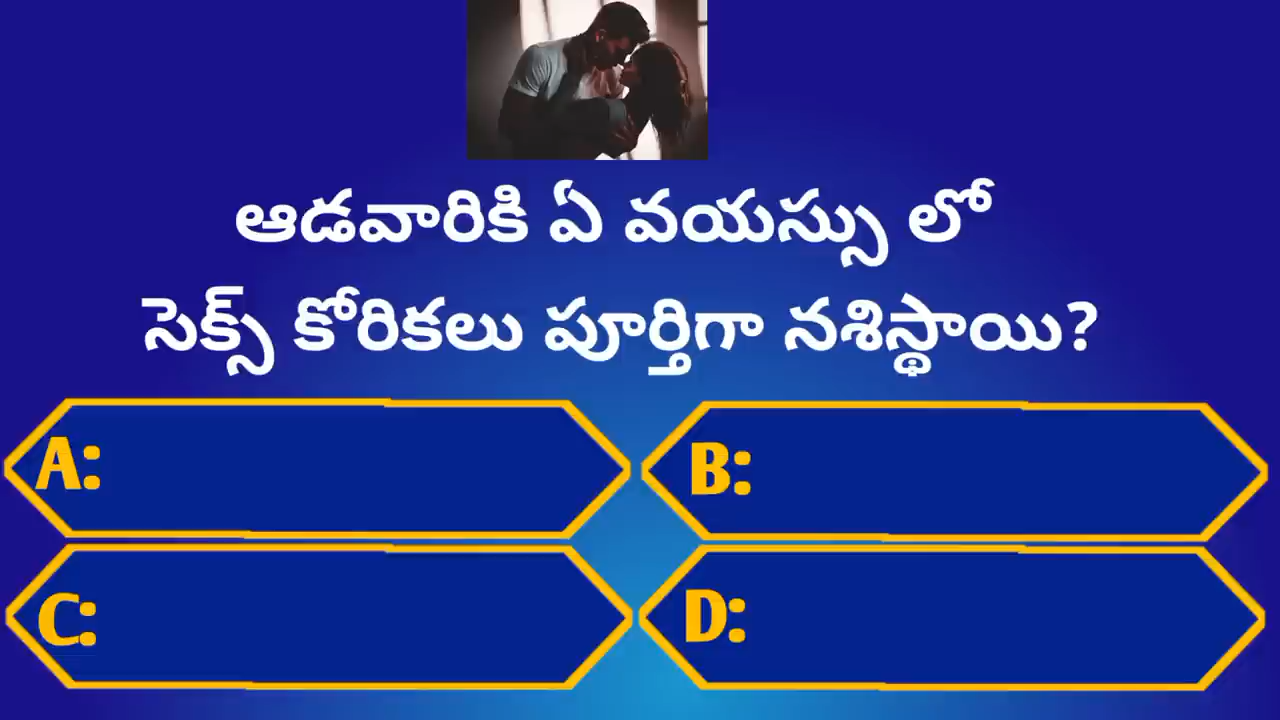 ఆడవారికి ఏ వయస్సు లో
సెక్స్ కోరికలు పూర్తిగా నశిస్థాయి?
A:
B:
C:
D: